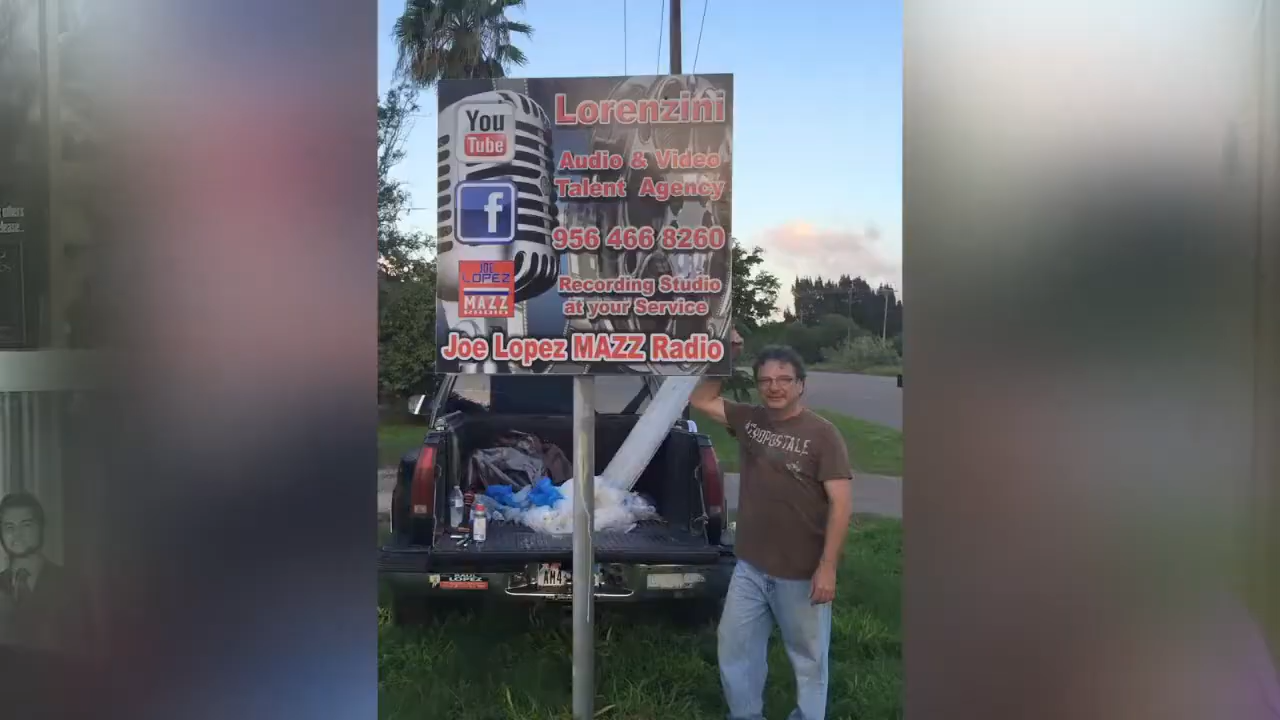 You
Tube
f
JOE
LOPEZ
MAZZ
Lorenzini
Audio & Video
Talent Agency
956 466 8260
Recording Studio
at your Service
Joe Lopez MAZZ Radio
AEROPOSTALE
LOPEZ